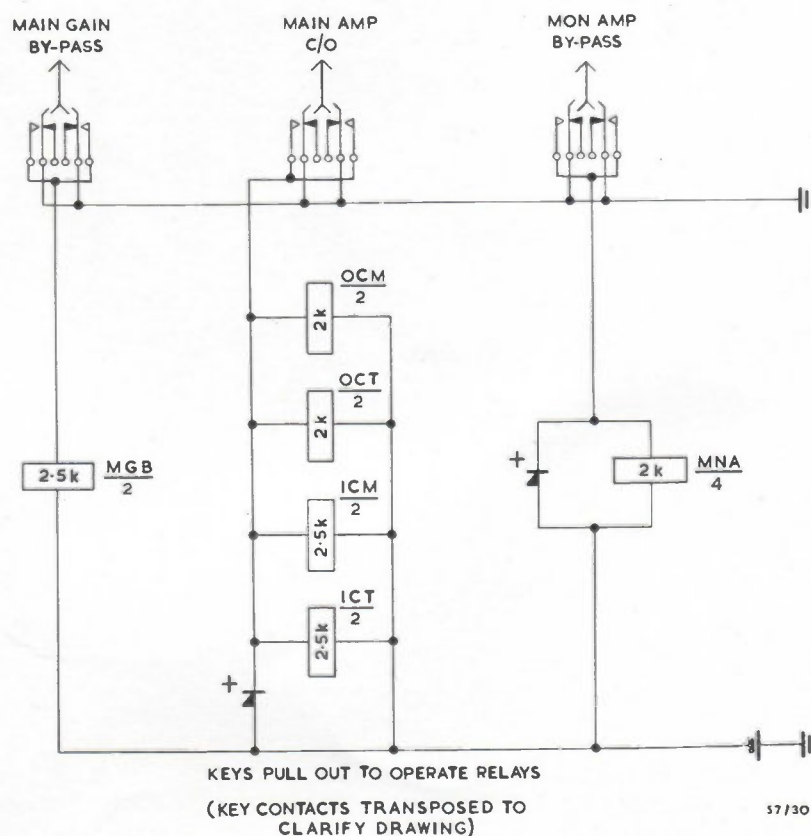 MAIN GAIN
BY-PASS
MAIN AMP
C/O
MON AMP
BY-PASS
OCM
2
2k
OCT
2
2k
2.5k
MGB
2
ICM
2
2.5k
+
2k
MNA
4
ICT
2
2.5k
+
KEYS PULL OUT TO OPERATE RELAYS
(KEY CONTACTS TRANSPOSED TO
CLARIFY DRAWING)
57/30